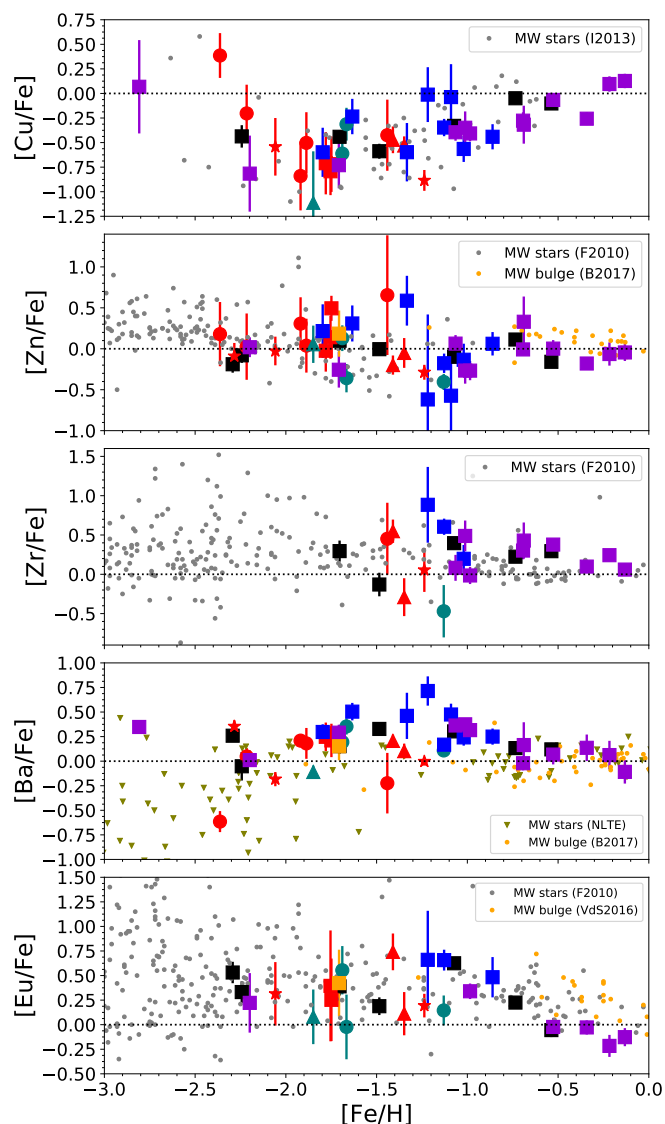 0.75
0.50
0.25
0.00
−0.25
−0.50
−0.75
−1.00
−1.25
[Cu/Fe]
MW stars (I2013)
1.0
0.5
0.0
−0.5
−1.0
[Zn/Fe]
MW stars (F2010)
MW bulge (B2017)
1.5
1.0
0.5
0.0
−0.5
[Zr/Fe]
MW stars (F2010)
1.00
0.75
0.50
0.25
0.00
−0.25
−0.50
−0.75
−1.00
[Ba/Fe]
MW stars (NLTE)
MW bulge (B2017)
1.50
1.25
1.00
0.75
0.50
0.25
0.00
−0.25
−0.50
[Eu/Fe]
MW stars (F2010)
MW bulge (VdS2016)
−3.0 −2.5 −2.0 −1.5 −1.0 −0.5 0.0
[Fe/H]